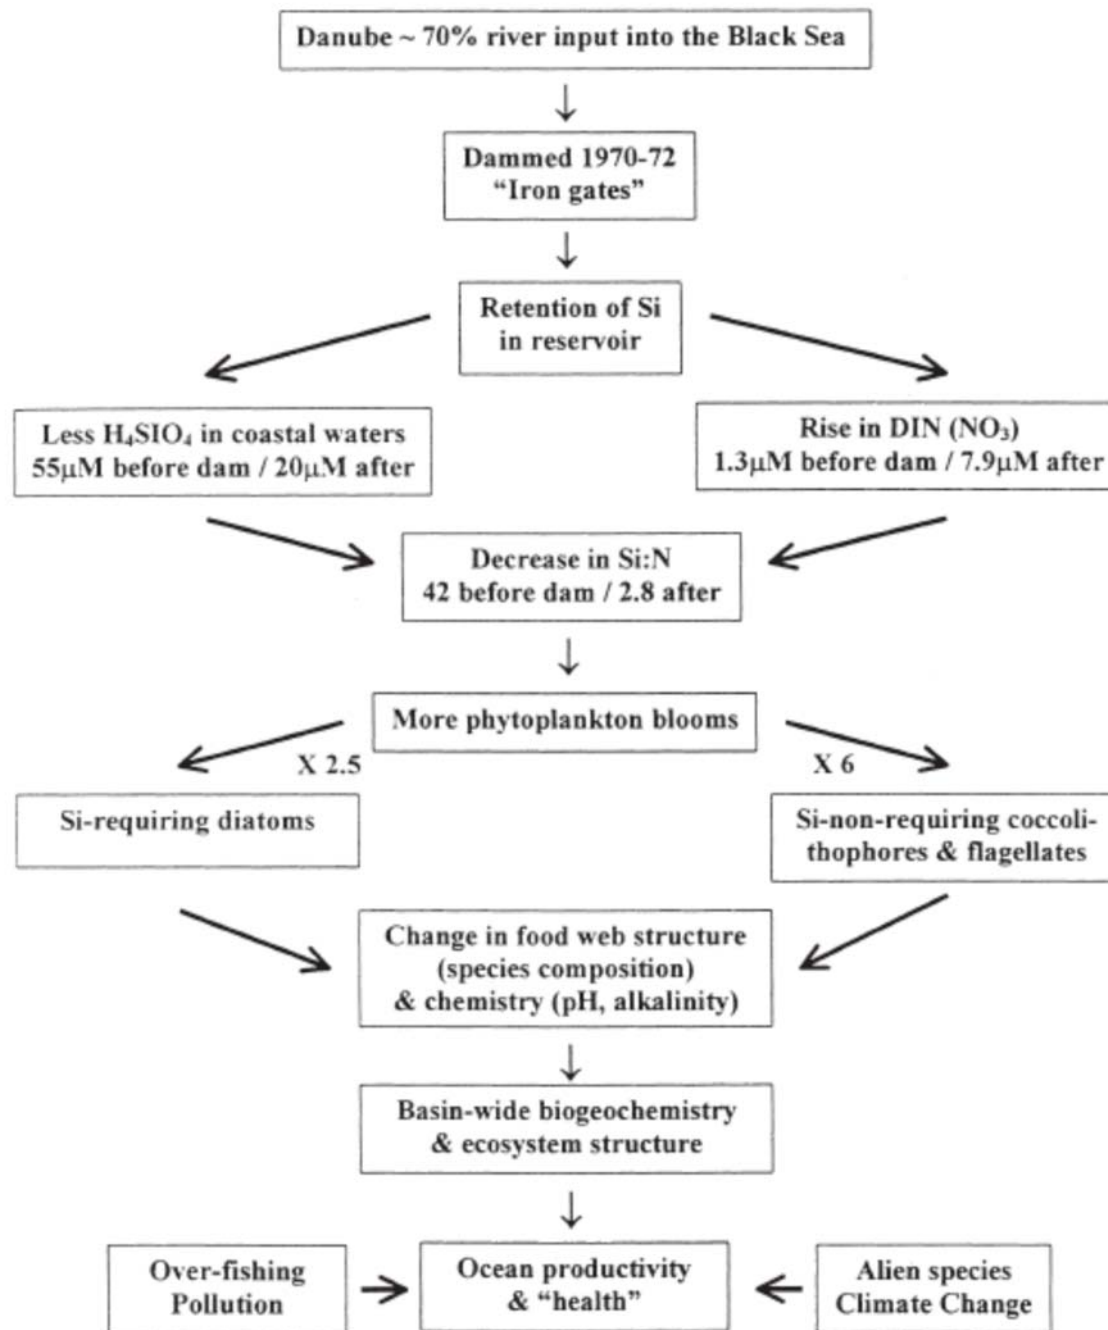 Danube ~ 70% river input into the Black Sea
Dammed 1970-72
“Iron gates”
Retention of Si
in reservoir
Less H₄SIO₄ in coastal waters
55µM before dam / 20µM after
Rise in DIN (NO₃)
1.3µM before dam / 7.9µM after
Decrease in Si:N
42 before dam / 2.8 after
More phytoplankton blooms
X 2.5
X 6
Si-requiring diatoms
Si-non-requiring coccoli-
thophores & flagellates
Change in food web structure
(species composition)
& chemistry (pH, alkalinity)
Basin-wide biogeochemistry
& ecosystem structure
Over-fishing
Pollution
Ocean productivity
& “health”
Alien species
Climate Change